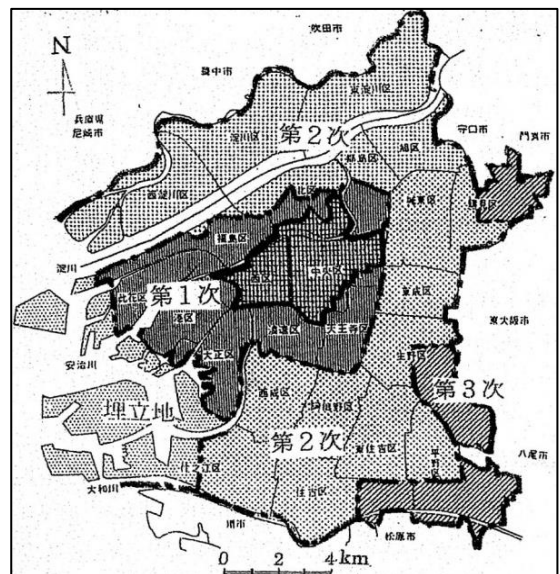 N
吹田市
豊中市
兵庫県
尼崎市
東淀川区
淀川区
第2次
守口市
門真市
都島区
旭区
西淀川区
北区
城東区
鶴見区
福島区
淀川
西区
中央区
此花区
第1次
港区
東成区
東大阪市
浪速区
天王寺区
安治川
大正区
生野区
埋立地
西成区
阿倍野区
第3次
第2次
東住吉区
平野区
八尾市
住之江区
大和川
住吉区
堺市
松原市
0 2 4 km